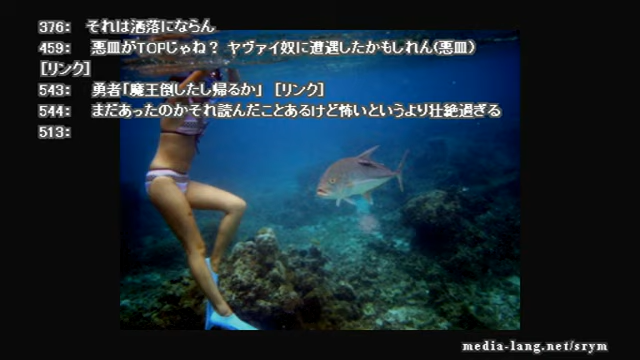 376: それは洒落にならん
459: 悪皿がTOPじゃね？ ヤヴァイ奴に遭遇したかもしれん(悪皿)
[リンク]
543: 勇者「魔王倒したし帰るか」 [リンク]
544: まだあったのかそれ読んだことあるけど怖いというより壮絶過ぎる
513:
media-lang.net/srym